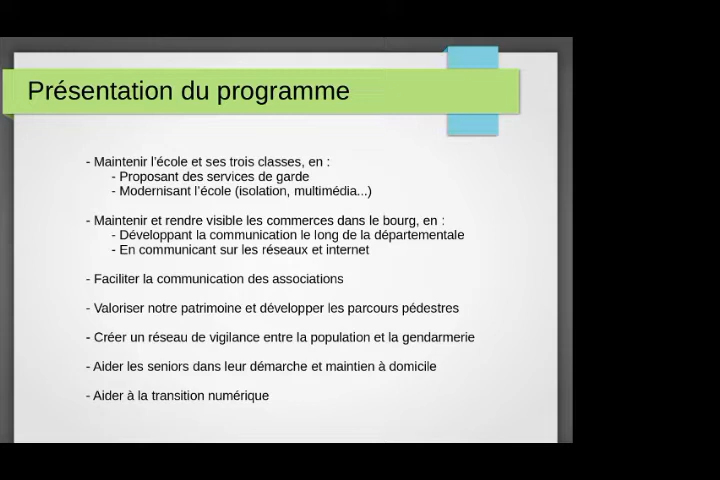 Présentation du programme
- Maintenir l'école et ses trois classes, en :
- Proposant des services de garde
- Modernisant l'école (isolation, multimédia...)
- Maintenir et rendre visible les commerces dans le bourg, en :
- Développant la communication le long de la départementale
- En communicant sur les réseaux et internet
- Faciliter la communication des associations
- Valoriser notre patrimoine et développer les parcours pédestres
- Créer un réseau de vigilance entre la population et la gendarmerie
- Aider les seniors dans leur démarche et maintien à domicile
- Aider à la transition numérique